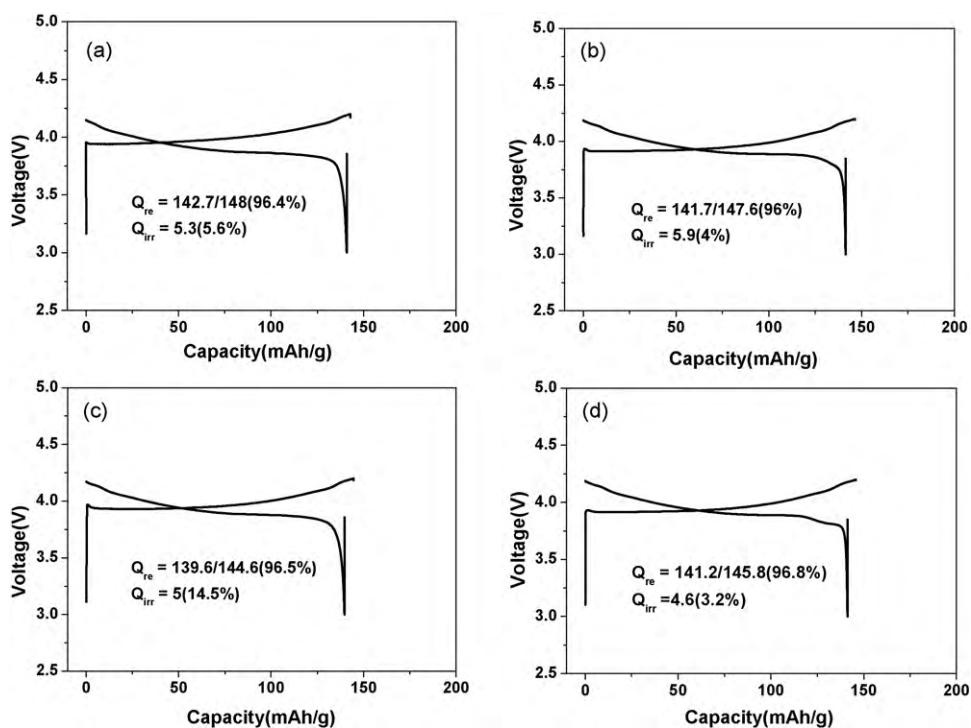 (a)
5.0
4.5
4.0
3.5
3.0
2.5
Voltage(V)
Q_re = 142.7/148(96.4%)
Q_irr = 5.3(5.6%)
0 50 100 150 200
Capacity(mAh/g)
(b)
5.0
4.5
4.0
3.5
3.0
2.5
Voltage(V)
Q_re = 141.7/147.6(96%)
Q_irr = 5.9(4%)
0 50 100 150 200
Capacity(mAh/g)
(c)
5.0
4.5
4.0
3.5
3.0
2.5
Voltage(V)
Q_re = 139.6/144.6(96.5%)
Q_irr = 5(14.5%)
0 50 100 150 200
Capacity(mAh/g)
(d)
5.0
4.5
4.0
3.5
3.0
2.5
Voltage(V)
Q_re = 141.2/145.8(96.8%)
Q_irr =4.6(3.2%)
0 50 100 150 200
Capacity(mAh/g)